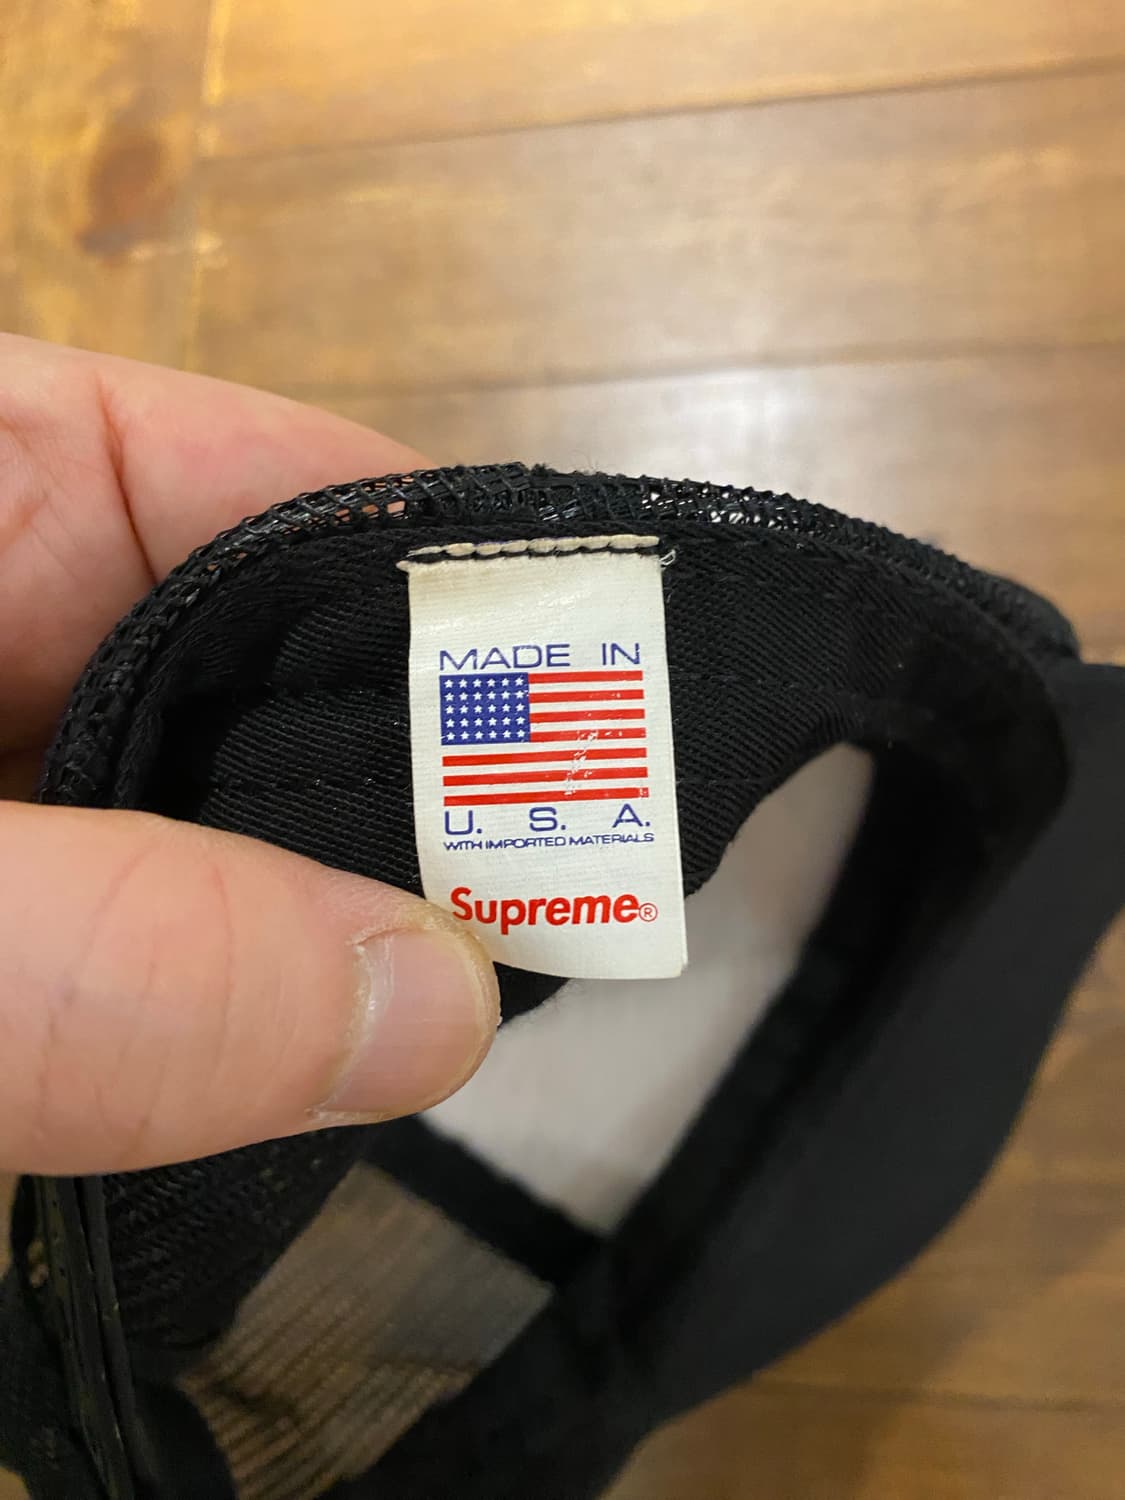 MADE IN
U. S. A.
WITH IMPORTED MATERIALS
Supreme®